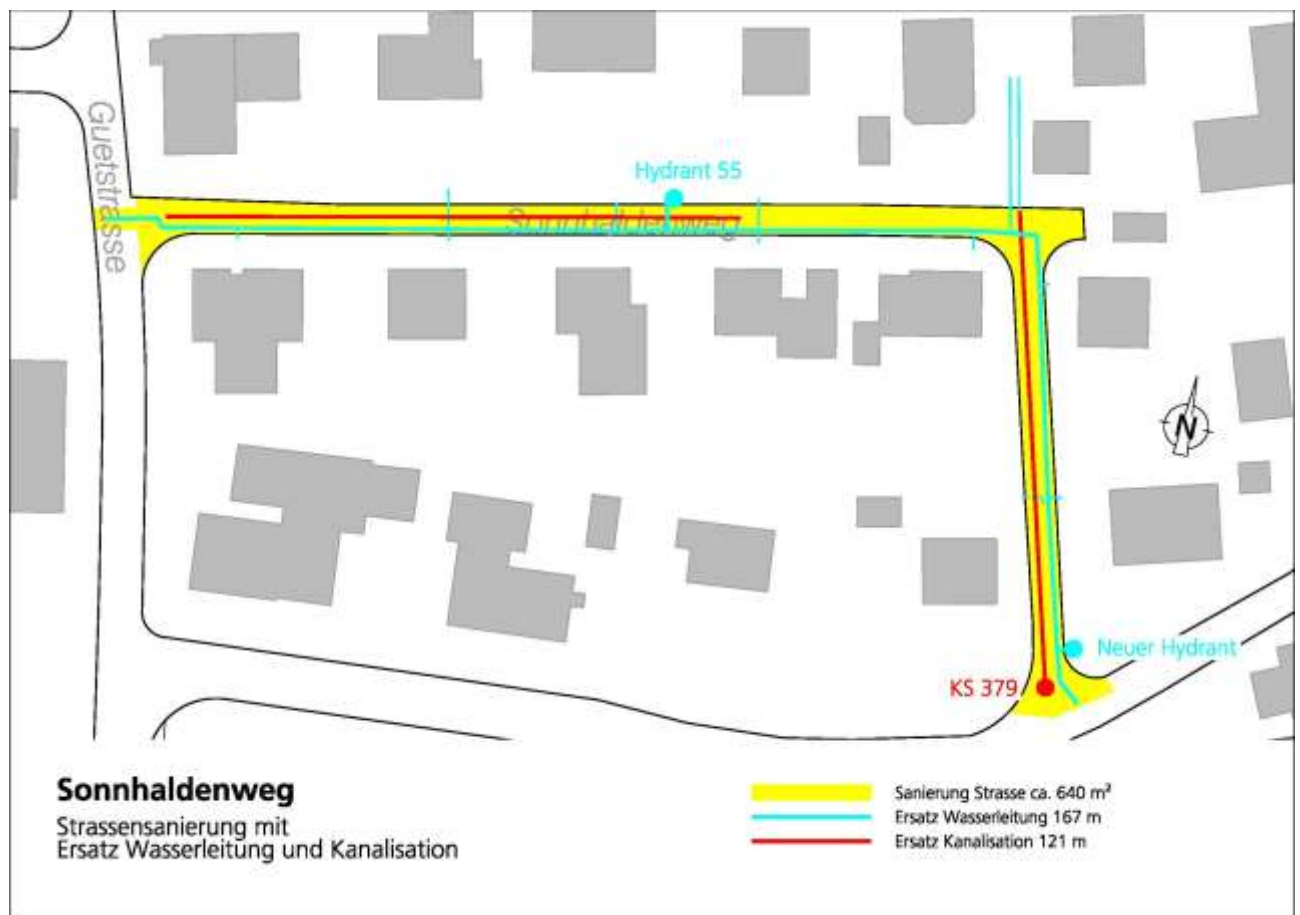 Guetstrasse
Hydrant 55
Sonnhaldenweg
N
Neuer Hydrant
KS 379
Sonnhaldenweg
Strassensanierung mit
Ersatz Wasserleitung und Kanalisation
Sanierung Strasse ca. 640 m²
Ersatz Wasserleitung 167 m
Ersatz Kanalisation 121 m